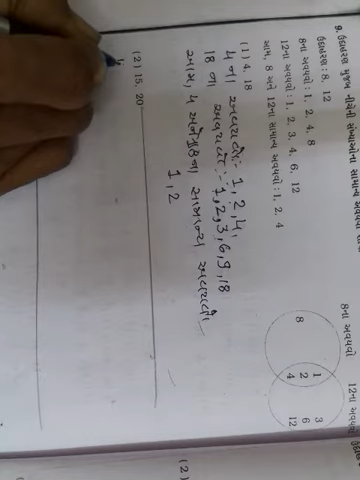 ૧. ઉદાહરણ મુજબ નીચેની સંખ્યાઓના સામાન્ય અવયવો
ઉદાહરણ : 8, 12
8ના અવયવો : 1, 2, 4, 8
12ના અવયવો : 1, 2, 3, 4, 6, 12
આમ, 8 અને 12ના સામાન્ય અવયવો : 1, 2, 4
8ના અવયવો 12ના અવયવો
8 1 2 4 3 6 12
(1) 4, 18
4 ના અવયવો:- 1, 2, 4,
18 ના અવયવો:- 1, 2, 3, 6, 9, 18
આમ, 4 અને 18ના સામાન્ય અવયવો:-
1, 2
(2) 15, 20
(2)